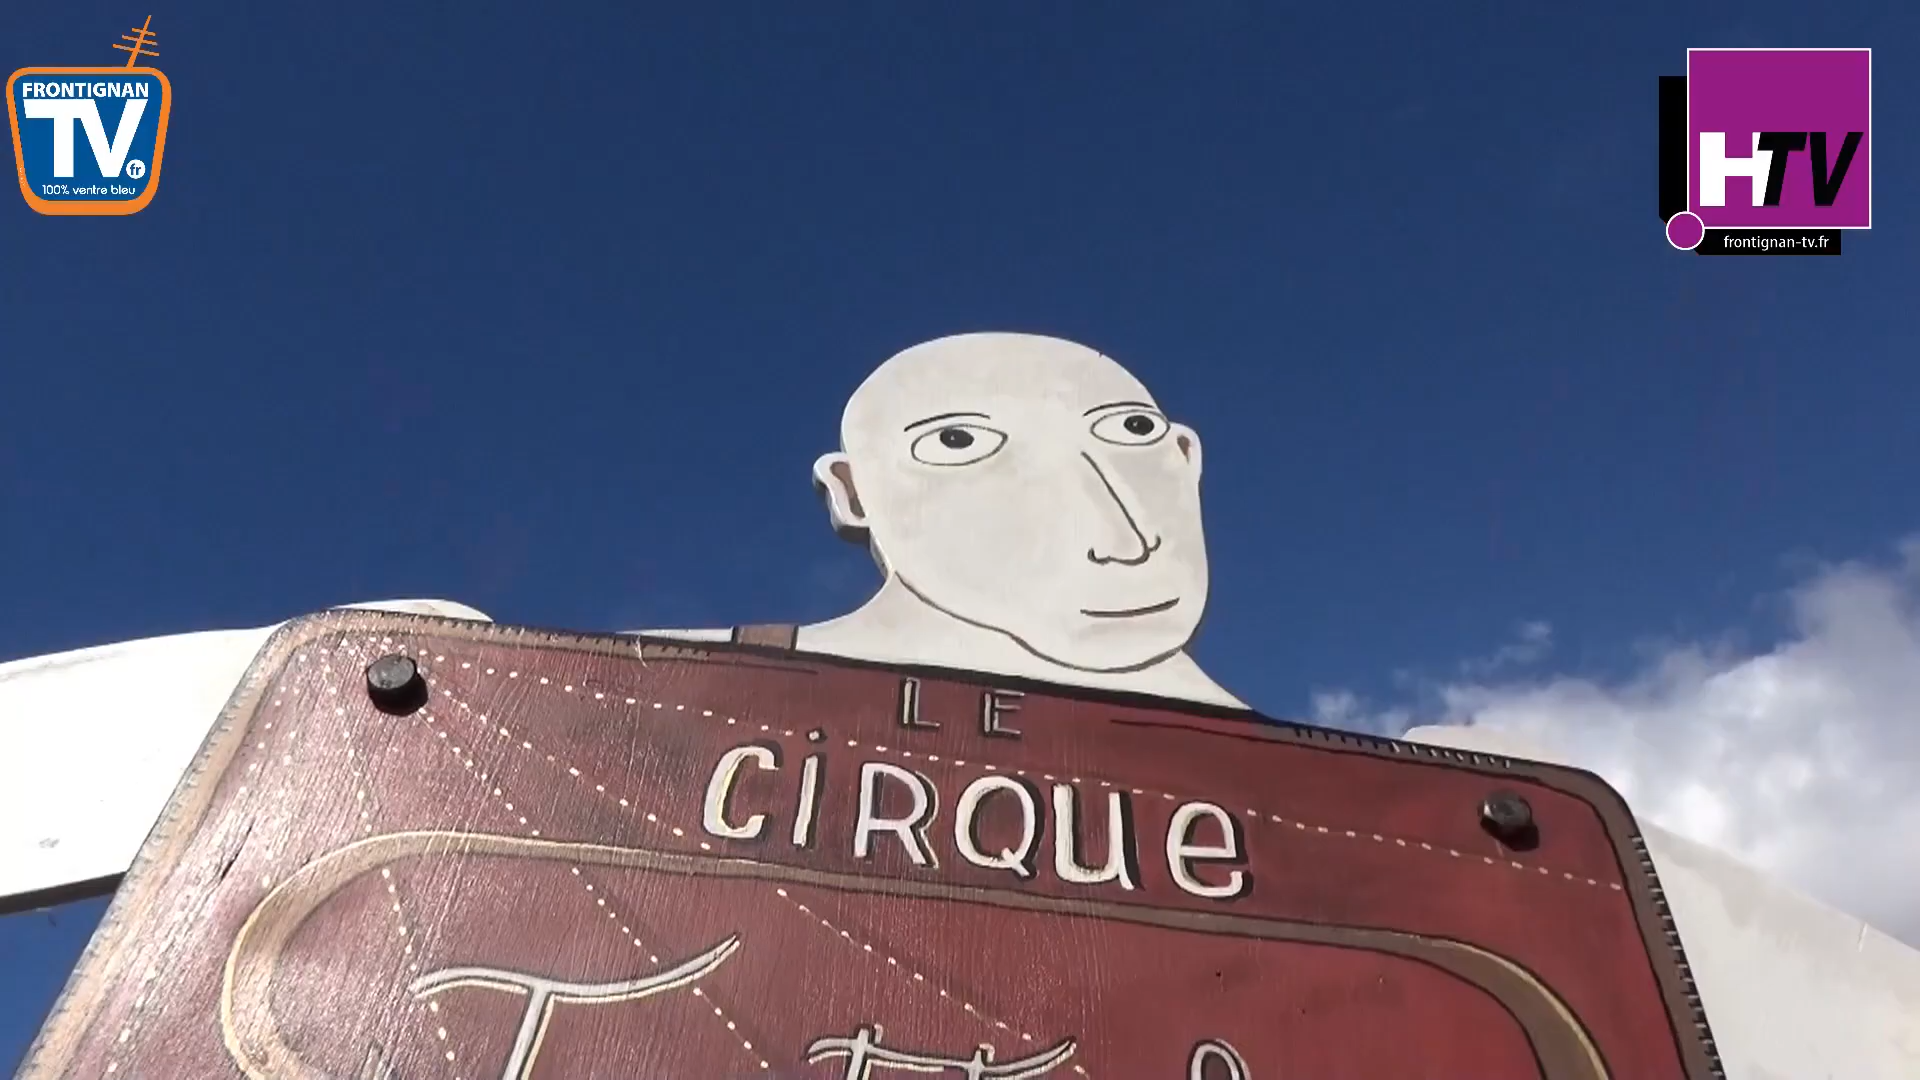 FRONTIGNAN
TV.fr
100% ventre bleu
HTV
frontignan-tv.fr
LE
CiRQue